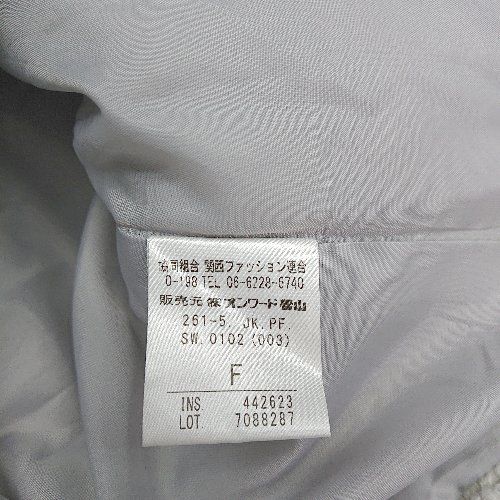 協同組合 関西ファッション連合
0-198 TEL 06-6228-6740
販売元 ㈱オンワード樫山
261-5. JK. PF.
SW. 0102 (003)
F
INS 442623
LOT 7088287